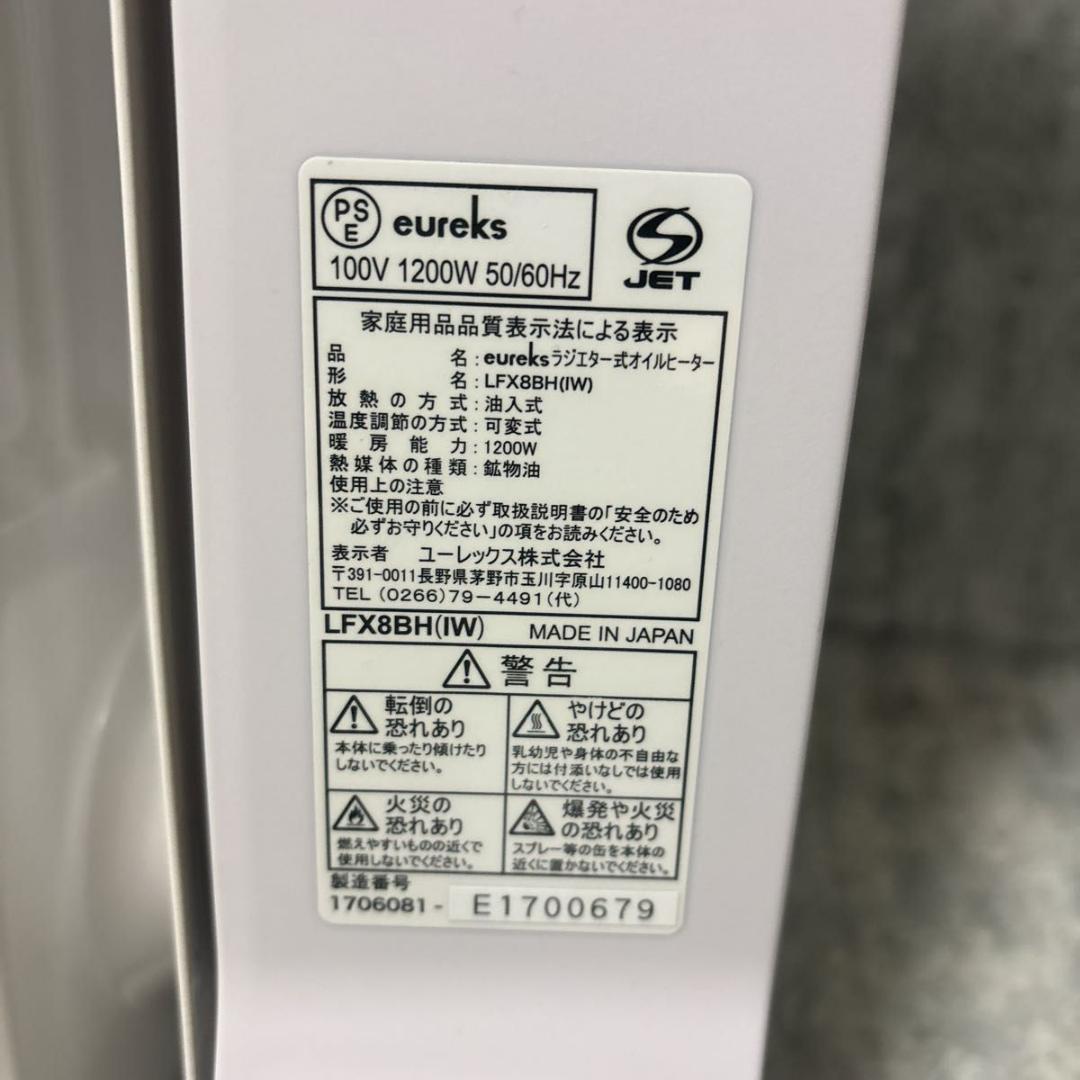 PSE eureks
100V 1200W 50/60Hz
JET
家庭用品品質表示法による表示
品名:eureksラジエター式オイルヒーター
形名:LFX8BH(IW)
放熱の方式:油入式
温度調節の方式:可変式
暖房能力:1200W
熱媒体の種類:鉱物油
使用上の注意
※ご使用の前に必ず取扱説明書の「安全のため
必ずお守りください」の項をお読みください。
表示者 ユーレックス株式会社
〒391-0011長野県茅野市玉川字原山11400-1080
TEL(0266)79-4491(代)
LFX8BH(IW) MADE IN JAPAN
警告
転倒の
恐れあり
本体に乗ったり傾けたり
しないでください。
やけどの
恐れあり
乳幼児や身体の不自由な
方には付添いなしでは使用
しないでください。
火災の
恐れあり
燃えやすいものの近くで
使用しないでください。
爆発や火災
の恐れあり
スプレー等の缶を本体の
近くに置かないでください。
製造番号
1706081- E1700679